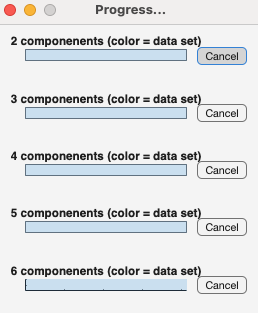 Progress...
2 componenents (color = data set)
Cancel
3 componenents (color = data set)
Cancel
4 componenents (color = data set)
Cancel
5 componenents (color = data set)
Cancel
6 componenents (color = data set)
Cancel